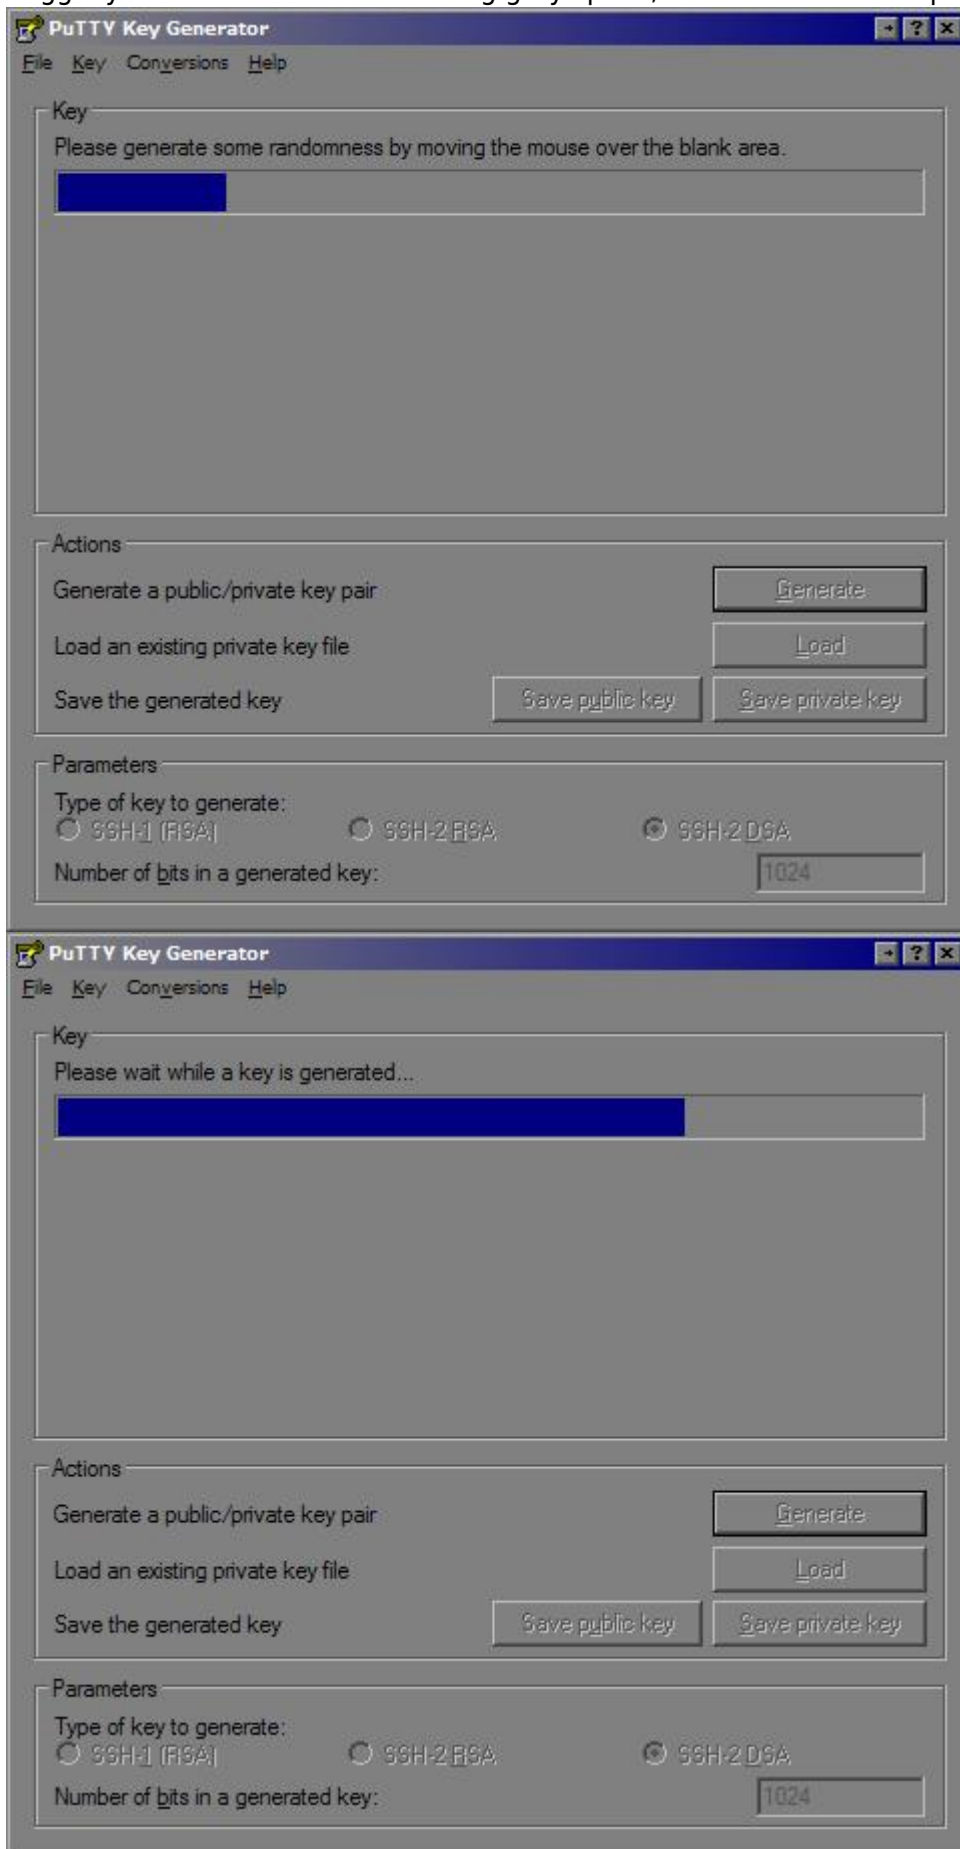 PuTTY Key Generator
File Key Conversions Help
Key
Please generate some randomness by moving the mouse over the blank area.
Actions
Generate a public/private key pair Generate
Load an existing private key file Load
Save the generated key Save public key Save private key
Parameters
Type of key to generate:
SSH-1 (RSA) SSH-2 RSA SSH-2 DSA
Number of bits in a generated key: 1024
PuTTY Key Generator
File Key Conversions Help
Key
Please wait while a key is generated...
Actions
Generate a public/private key pair Generate
Load an existing private key file Load
Save the generated key Save public key Save private key
Parameters
Type of key to generate:
SSH-1 (RSA) SSH-2 RSA SSH-2 DSA
Number of bits in a generated key: 1024